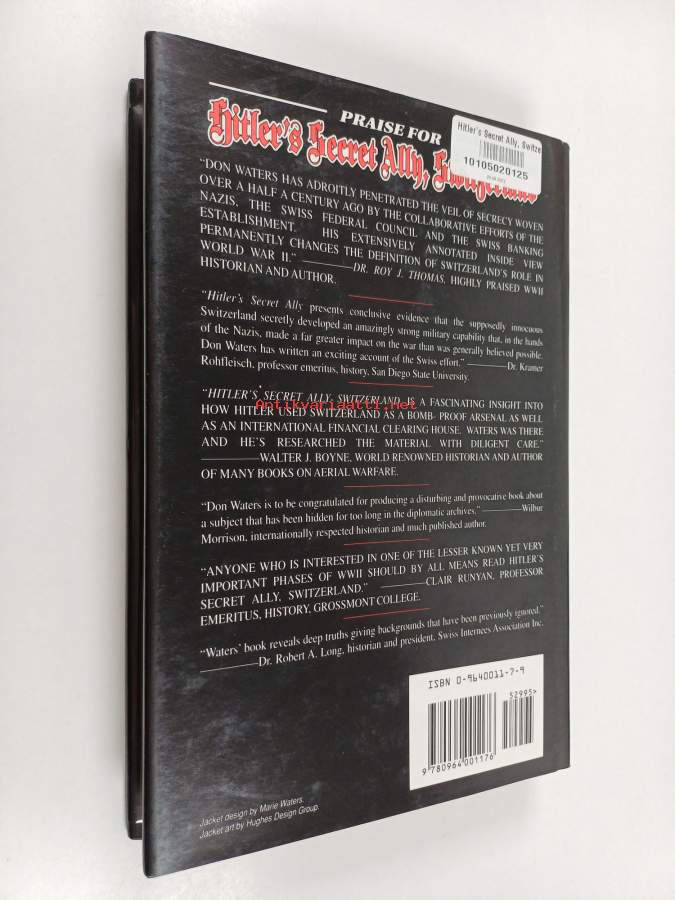 PRAISE FOR
Hitler's Secret Ally, Switzerland
Hitler's Secret Ally, Switze
10105020125
"DON WATERS HAS ADROITLY PENETRATED THE VEIL OF SECRECY WOVEN
OVER A HALF A CENTURY AGO BY THE COLLABORATIVE EFFORTS OF THE
NAZIS, THE SWISS FEDERAL COUNCIL AND THE SWISS BANKING
ESTABLISHMENT. HIS EXTENSIVELY ANNOTATED INSIDE VIEW
PERMANENTLY CHANGES THE DEFINITION OF SWITZERLAND'S ROLE IN
WORLD WAR II." ——— DR. ROY J. THOMAS, HIGHLY PRAISED WWII
HISTORIAN AND AUTHOR.
"Hitler's Secret Ally presents conclusive evidence that the supposedly innocuous
Switzerland secretly developed an amazingly strong military capability that, in the hands
of the Nazis, made a far greater impact on the war than was generally believed possible.
Don Waters has written an exciting account of the Swiss effort." ——— Dr. Kramer
Rohfleisch, professor emeritus, history, San Diego State University.
"HITLER'S SECRET ALLY, SWITZERLAND, IS A FASCINATING INSIGHT INTO
HOW HITLER USED SWITZERLAND AS A BOMB- PROOF ARSENAL AS WELL
AS AN INTERNATIONAL FINANCIAL CLEARING HOUSE. WATERS WAS THERE
AND HE'S RESEARCHED THE MATERIAL WITH DILIGENT CARE."
——— WALTER J. BOYNE, WORLD RENOWNED HISTORIAN AND AUTHOR
OF MANY BOOKS ON AERIAL WARFARE.
antikvariaatti.net
"Don Waters is to be congratulated for producing a disturbing and provocative book about
a subject that has been hidden for too long in the diplomatic archives." ——— Wilbur
Morrison, internationally respected historian and much published author.
"ANYONE WHO IS INTERESTED IN ONE OF THE LESSER KNOWN YET VERY
IMPORTANT PHASES OF WWII SHOULD BY ALL MEANS READ HITLER'S
SECRET ALLY, SWITZERLAND." ——— CLAIR RUNYAN, PROFESSOR
EMERITUS, HISTORY, GROSSMONT COLLEGE.
"Waters' book reveals deep truths giving backgrounds that have been previously ignored."
——— Dr. Robert A. Long, historian and president, Swiss Internees Association Inc.
ISBN 0-9640011-7-9
52995>
9 780964 001176
Jacket design by Marie Waters.
Jacket art by Hughes Design Group.